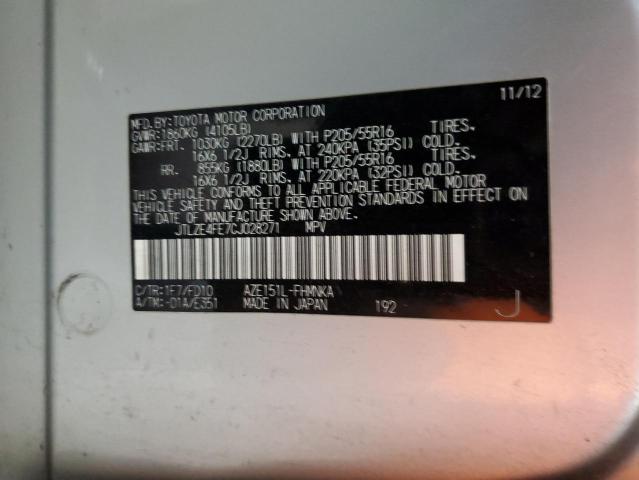 11/12
MFD.BY:TOYOTA MOTOR CORPORATION
GVWR:1860KG (4105LB)
GAWR:FRT. 1030KG (2270LB) WITH P205/55R16 TIRES.
16X6 1/2J RIMS. AT 240KPA (35PSI) COLD.
RR. 855KG (1880LB) WITH P205/55R16 TIRES.
16X6 1/2J RIMS. AT 220KPA (32PSI) COLD.
THIS VEHICLE CONFORMS TO ALL APPLICABLE FEDERAL MOTOR
VEHICLE SAFETY AND THEFT PREVENTION STANDARDS IN EFFECT ON
THE DATE OF MANUFACTURE SHOWN ABOVE.
JTLZE4FE7CJ028271 MPV
C/TR:1F7/FD10 AZE151L-FHMNKA
A/TM:-01A/E351 MADE IN JAPAN 192 J